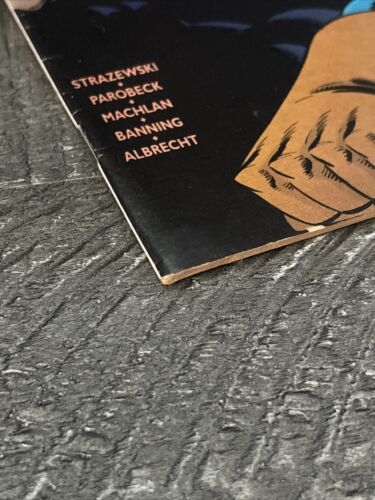 STRAZEWSKI
PAROBECK
MACHLAN
BANNING
ALBRECHT